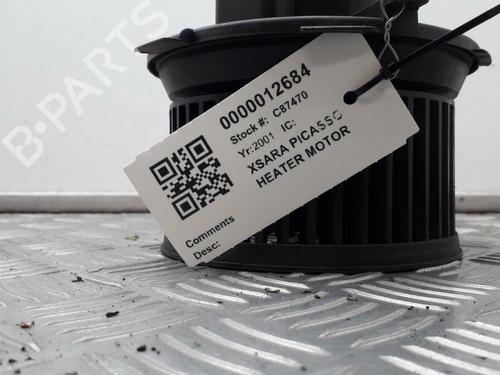 B-PARTS
0000012684
Stock #: C87470
Yr:2001 IC:
XSARA PICASSO
HEATER MOTOR
Comments
Desc: